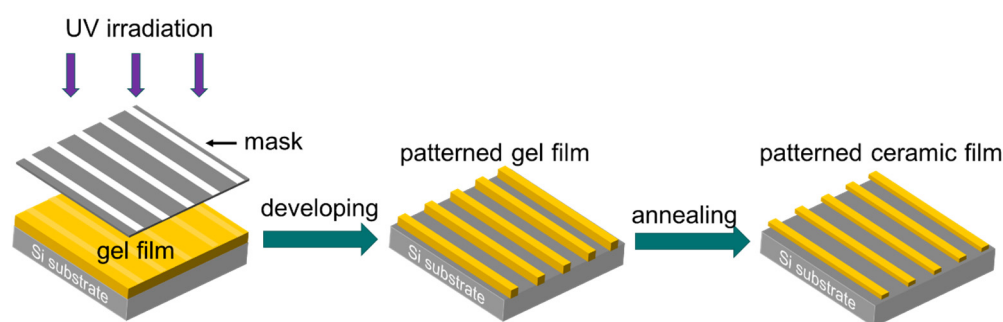 UV irradiation
mask
gel film
Si substrate
developing
patterned gel film
Si substrate
annealing
patterned ceramic film
Si substrate